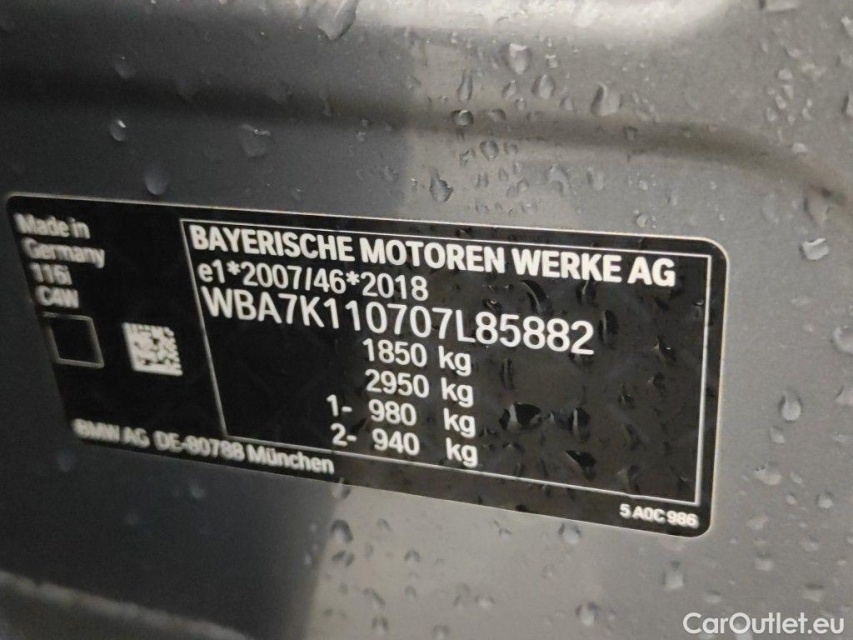 Made in
Germany
116i
C4W
BAYERISCHE MOTOREN WERKE AG
e1*2007/46*2018
WBA7K110707L85882
1850 kg
2950 kg
1- 980 kg
2- 940 kg
BMW AG DE-80788 München
5 A0C 986
CarOutlet.eu